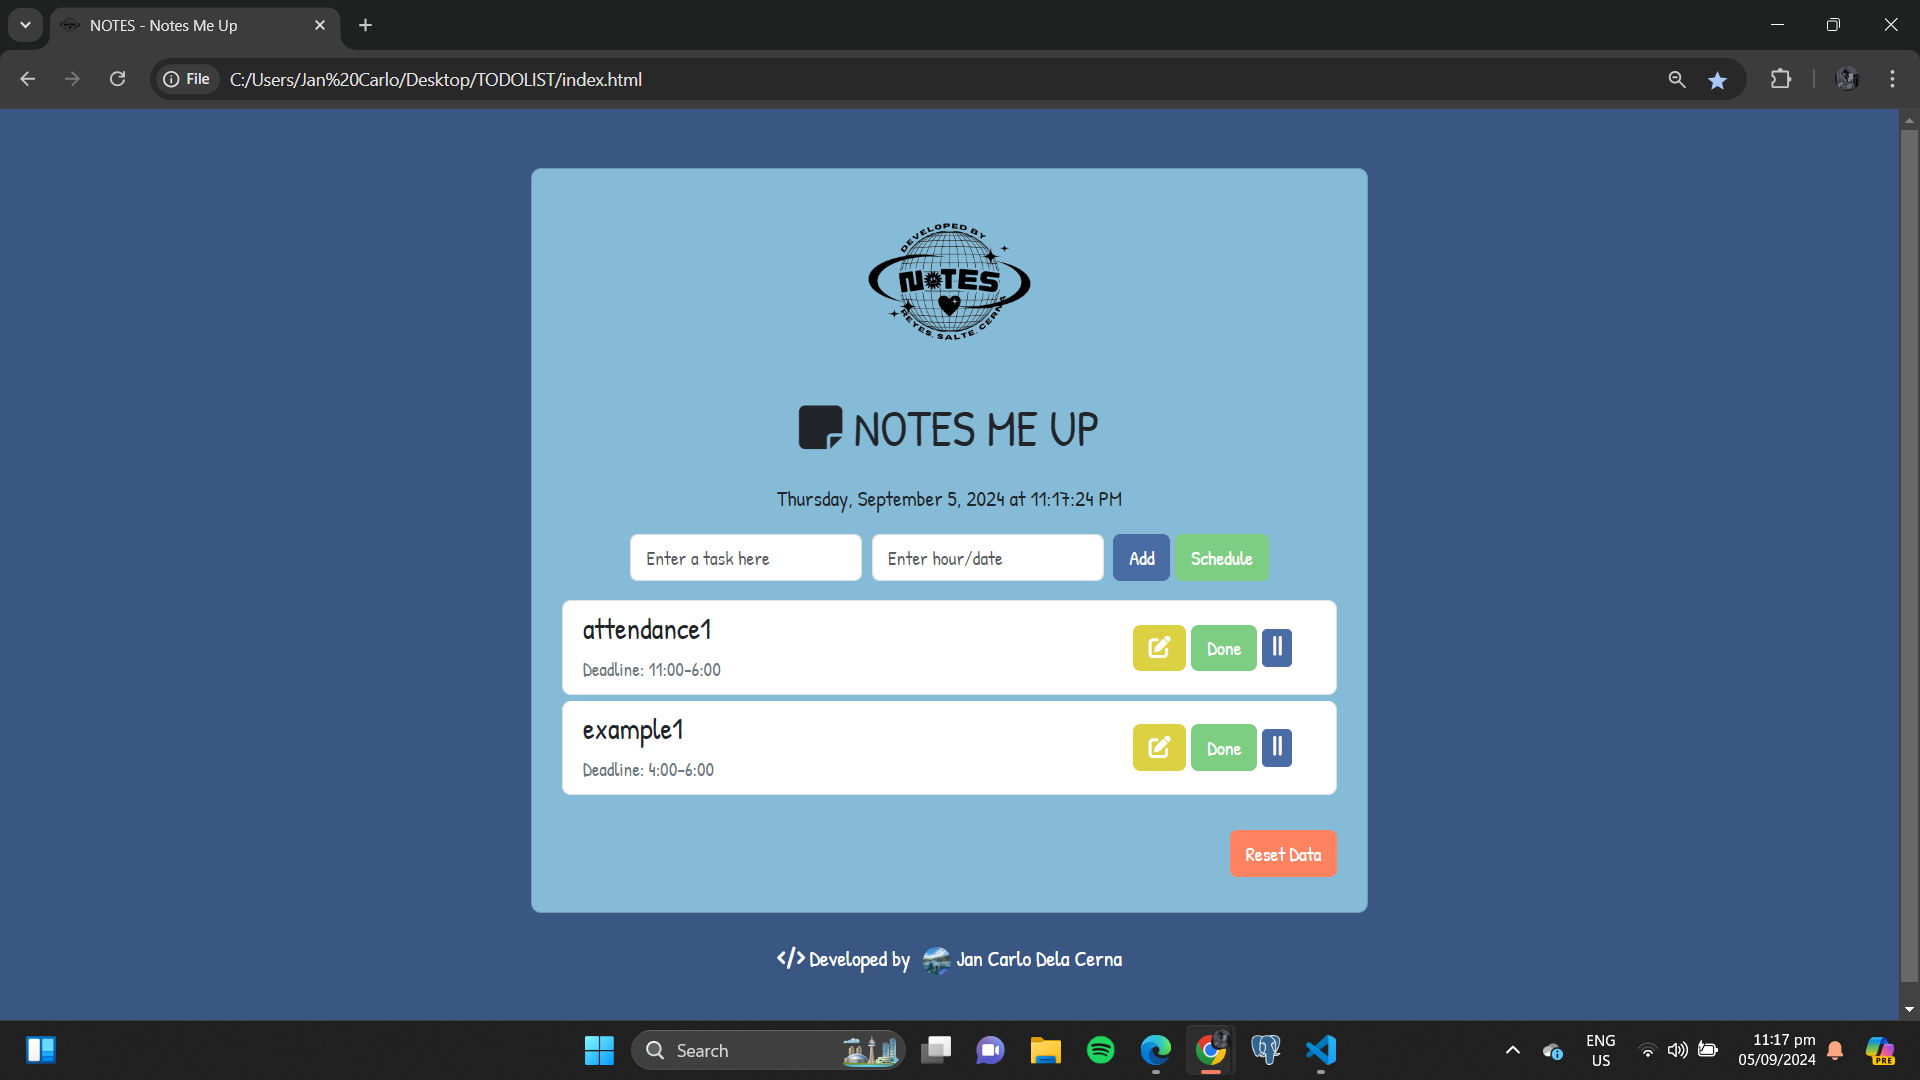 NOTES - Notes Me Up
File
C:/Users/Jan%20Carlo/Desktop/TODOLIST/index.html
DEVELOPED BY
NOTES
REYES. SALTE. CERNA
NOTES ME UP
Thursday, September 5, 2024 at 11:17:24 PM
Enter a task here
Enter hour/date
Add
Schedule
attendance1
Deadline: 11:00-6:00
Done
example1
Deadline: 4:00-6:00
Done
Reset Data
</> Developed by Jan Carlo Dela Cerna
Search
ENG
US
11:17 pm
05/09/2024
PRE